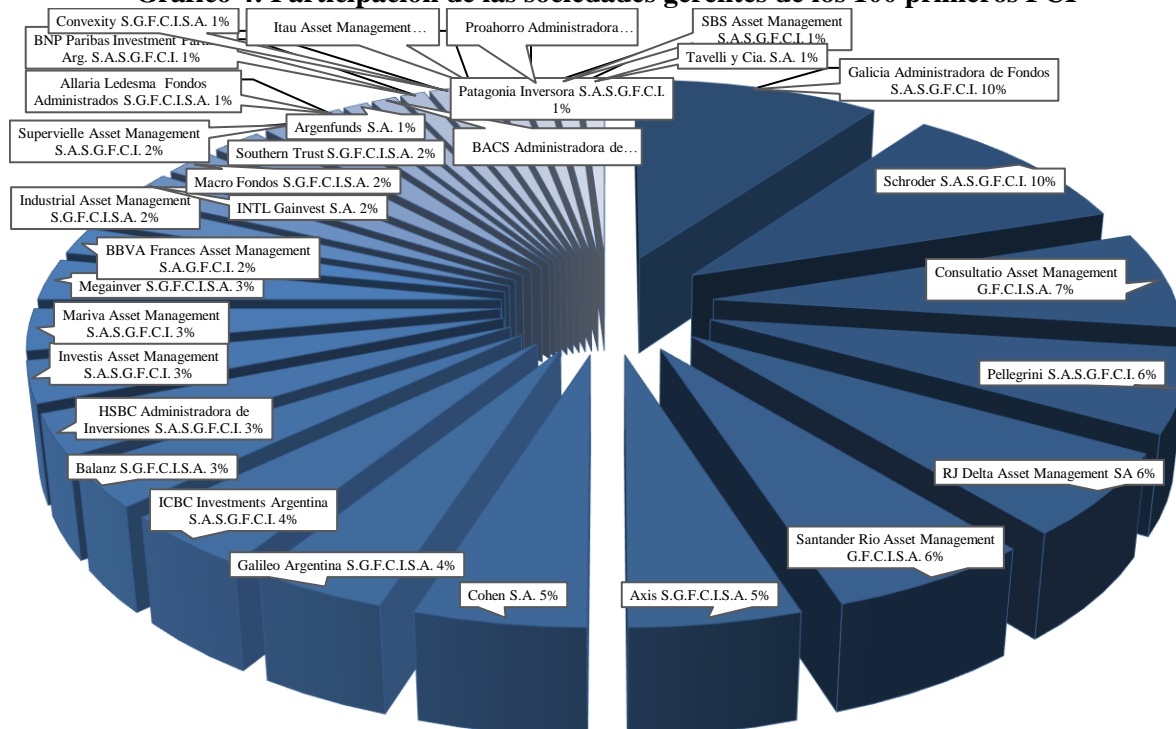 Gráfico 4. Participación de las sociedades gerentes de los 100 primeros FCI
Convexity S.G.F.C.I.S.A. 1%
Itau Asset Management…
Proahorro Administradora…
SBS Asset Management
S.A.S.G.F.C.I. 1%
BNP Paribas Investment
Arg. S.A.S.G.F.C.I. 1%
Tavelli y Cia. S.A. 1%
Galicia Administradora de Fondos
S.A.S.G.F.C.I. 10%
Allaria Ledesma Fondos
Administrados S.G.F.C.I.S.A. 1%
Patagonia Inversora S.A.S.G.F.C.I.
1%
Argenfunds S.A. 1%
Supervielle Asset Management
S.A.S.G.F.C.I. 2%
BACS Administradora de…
Southern Trust S.G.F.C.I.S.A. 2%
Schroder S.A.S.G.F.C.I. 10%
Macro Fondos S.G.F.C.I.S.A. 2%
Industrial Asset Management
S.G.F.C.I.S.A. 2%
INTL Gainvest S.A. 2%
BBVA Frances Asset Management
S.A.G.F.C.I. 2%
Consultatio Asset Management
G.F.C.I.S.A. 7%
Megainver S.G.F.C.I.S.A. 3%
Mariva Asset Management
S.A.S.G.F.C.I. 3%
Investis Asset Management
S.A.S.G.F.C.I. 3%
Pellegrini S.A.S.G.F.C.I. 6%
HSBC Administradora de
Inversiones S.A.S.G.F.C.I. 3%
Balanz S.G.F.C.I.S.A. 3%
RJ Delta Asset Management SA 6%
ICBC Investments Argentina
S.A.S.G.F.C.I. 4%
Santander Rio Asset Management
G.F.C.I.S.A. 6%
Galileo Argentina S.G.F.C.I.S.A. 4%
Cohen S.A. 5%
Axis S.G.F.C.I.S.A. 5%